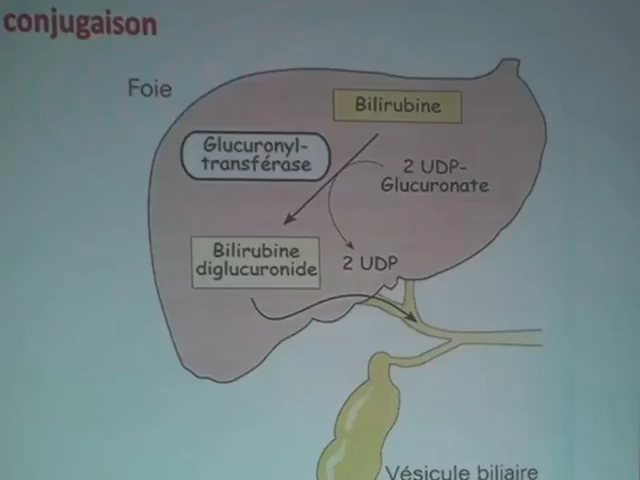 conjugaison
Foie
Bilirubine
Glucuronyl-
transférase
2 UDP-
Glucuronate
Bilirubine
diglucuronide
2 UDP
Vésicule biliaire